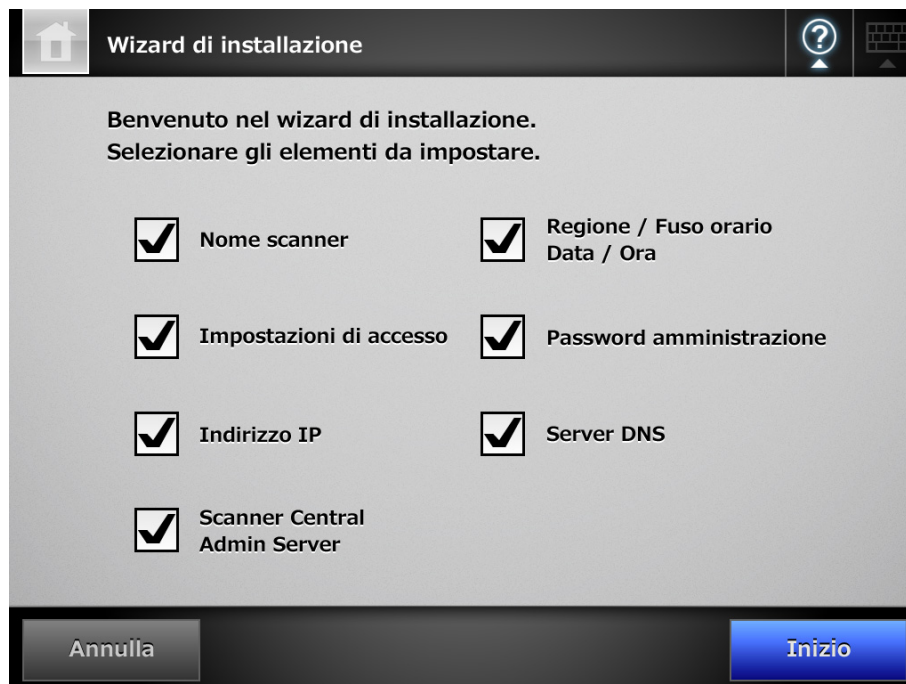 Wizard di installazione
?
Benvenuto nel wizard di installazione.
Selezionare gli elementi da impostare.
Nome scanner
Regione / Fuso orario
Data / Ora
Impostazioni di accesso
Password amministrazione
Indirizzo IP
Server DNS
Scanner Central
Admin Server
Annulla
Inizio